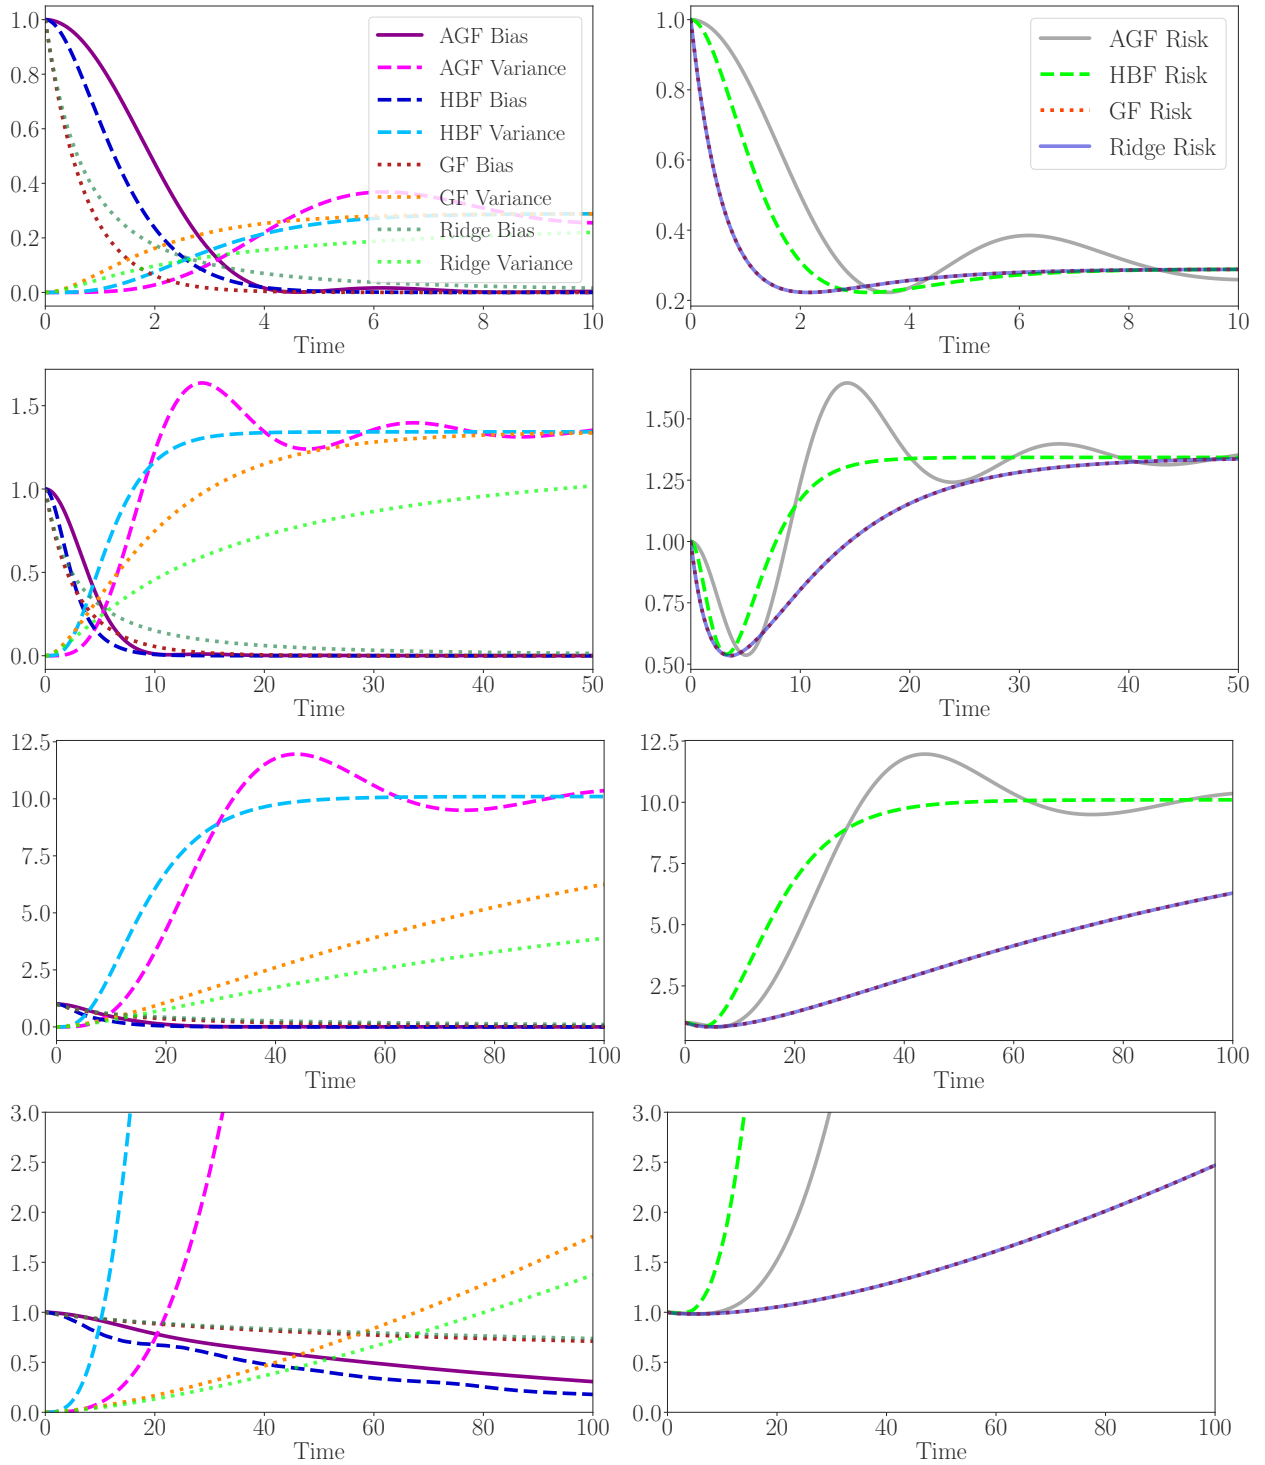 1.0
0.8
0.6
0.4
0.2
0.0
0 2 4 6 8 10
Time
AGF Bias
AGF Variance
HBF Bias
HBF Variance
GF Bias
GF Variance
Ridge Bias
Ridge Variance
1.0
0.8
0.6
0.4
0.2
0 2 4 6 8 10
Time
AGF Risk
HBF Risk
GF Risk
Ridge Risk
1.5
1.0
0.5
0.0
0 10 20 30 40 50
Time
1.50
1.25
1.00
0.75
0.50
0 10 20 30 40 50
Time
12.5
10.0
7.5
5.0
2.5
0.0
0 20 40 60 80 100
Time
12.5
10.0
7.5
5.0
2.5
0 20 40 60 80 100
Time
3.0
2.5
2.0
1.5
1.0
0.5
0.0
0 20 40 60 80 100
Time
3.0
2.5
2.0
1.5
1.0
0.5
0.0
0 20 40 60 80 100
Time